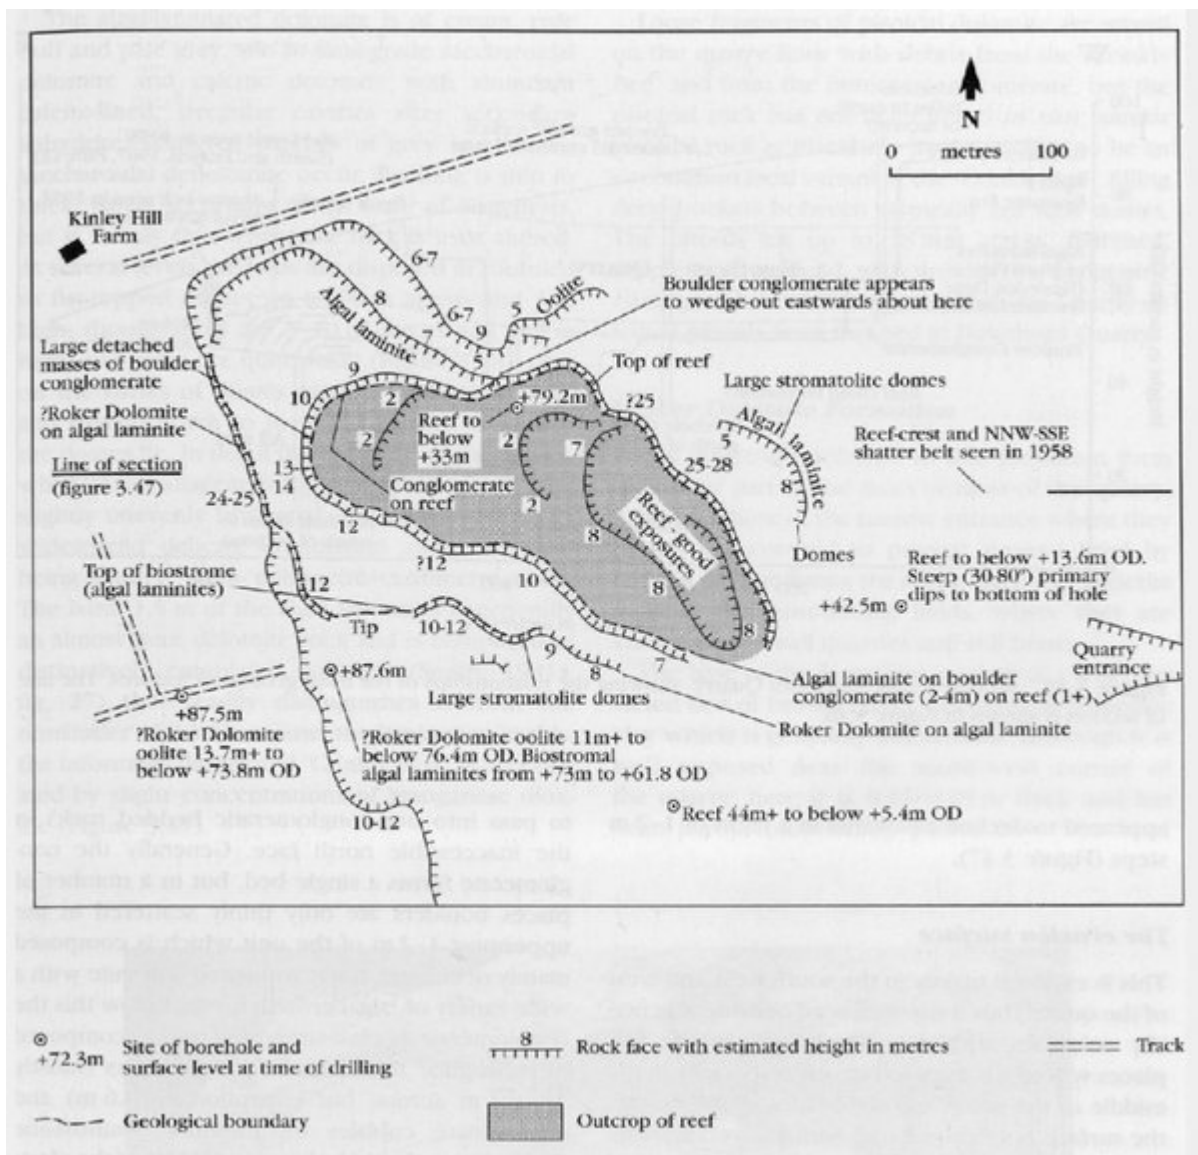 N
0 metres 100
Kinley Hill
Farm
6-7
8
Algal laminite
7
6-7
9
5
5
Oolite
Boulder conglomerate appears
to wedge-out eastwards about here
Large detached
masses of boulder
conglomerate
?Roker Dolomite
on algal laminite
Line of section
(figure 3.47)
9
10
2
2
Reef to
below
+33m
+79.2m
2
7
2
Top of reef
?25
Large stromatolite domes
Algal laminite
5
8
Domes
Reef-crest and NNW-SSE
shatter belt seen in 1958
25-28
13
14
Conglomerate
on reef
24-25
12
?12
10
8
Reef good
exposures
8
8
Reef to below +13.6m OD.
Steep (30-80°) primary
dips to bottom of hole
+42.5m
Top of biostrome
(algal laminites)
12
Tip
10-12
9
8
7
Quarry
entrance
+87.6m
Large stromatolite domes
Algal laminite on boulder
conglomerate (2-4m) on reef (1+)
Roker Dolomite on algal laminite
+87.5m
?Roker Dolomite
oolite 13.7m+ to
below +73.8m OD
?Roker Dolomite oolite 11m+ to
below 76.4m OD. Biostromal
algal laminites from +73m to +61.8 OD
10-12
Reef 44m+ to below +5.4m OD
+72.3m
Site of borehole and
surface level at time of drilling
8
Rock face with estimated height in metres
Track
Geological boundary
Outcrop of reef